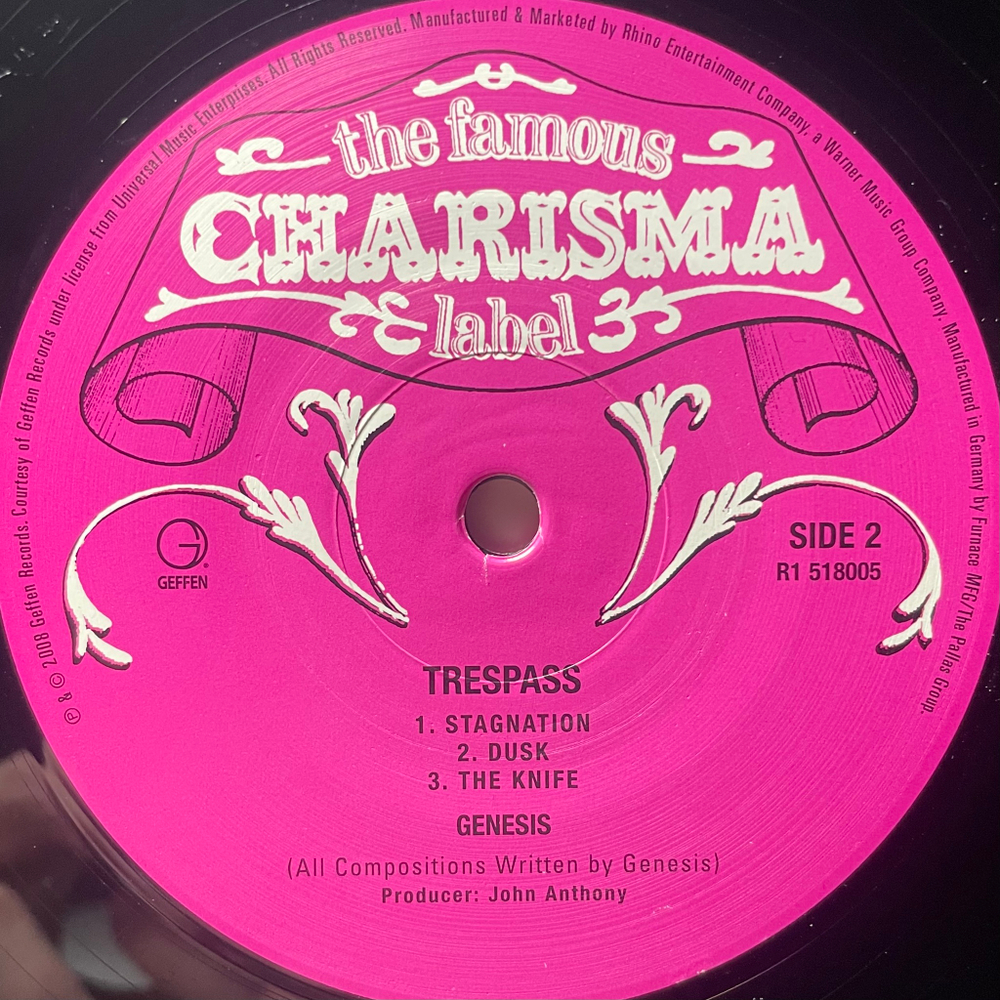 ℗ & © 2008 Geffen Records. Courtesy of Geffen Records under license from Universal Music Enterprises. All Rights Reserved. Manufactured & Marketed by Rhino Entertainment Company, a Warner Music Group Company. Manufactured in Germany by Furnace MFG/The Pallas Group.
the famous
CHARISMA
label
GEFFEN
SIDE 2
R1 518005
TRESPASS
1. STAGNATION
2. DUSK
3. THE KNIFE
GENESIS
(All Compositions Written by Genesis)
Producer: John Anthony